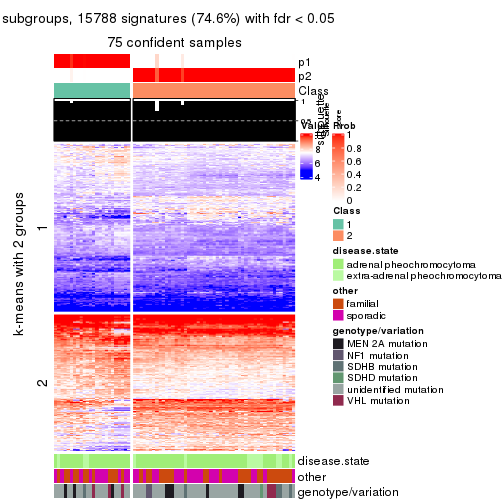 subgroups, 15788 signatures (74.6%) with fdr < 0.05
75 confident samples
p1
p2
Class
1
silhouette
score
k-means with 2 groups
1
2
Prob
8
6
4
1
0.8
0.6
0.4
0.2
0
Class
1
2
disease.state
adrenal pheochromocytoma
extra-adrenal pheochromocytoma
other
familial
sporadic
genotype/variation
MEN 2A mutation
NF1 mutation
SDHB mutation
SDHD mutation
unidentified mutation
VHL mutation
disease.state
other
genotype/variation